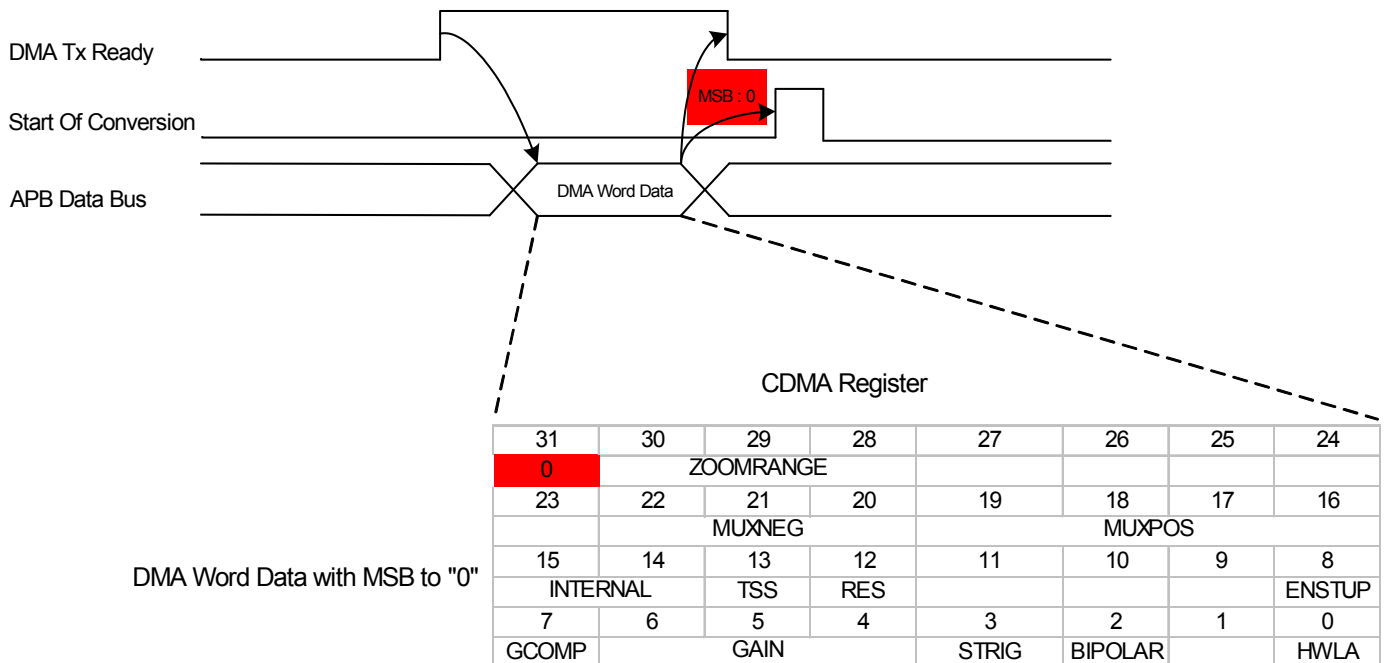 DMA Tx Ready
MSB : 0
Start Of Conversion
APB Data Bus
DMA Word Data
CDMA Register
31 30 29 28 27 26 25 24
0 ZOOMRANGE
23 22 21 20 19 18 17 16
MUXNEG MUXPOS
15 14 13 12 11 10 9 8
DMA Word Data with MSB to "0"
INTERNAL TSS RES ENSTUP
7 6 5 4 3 2 1 0
GCOMP GAIN STRIG BIPOLAR HWLA